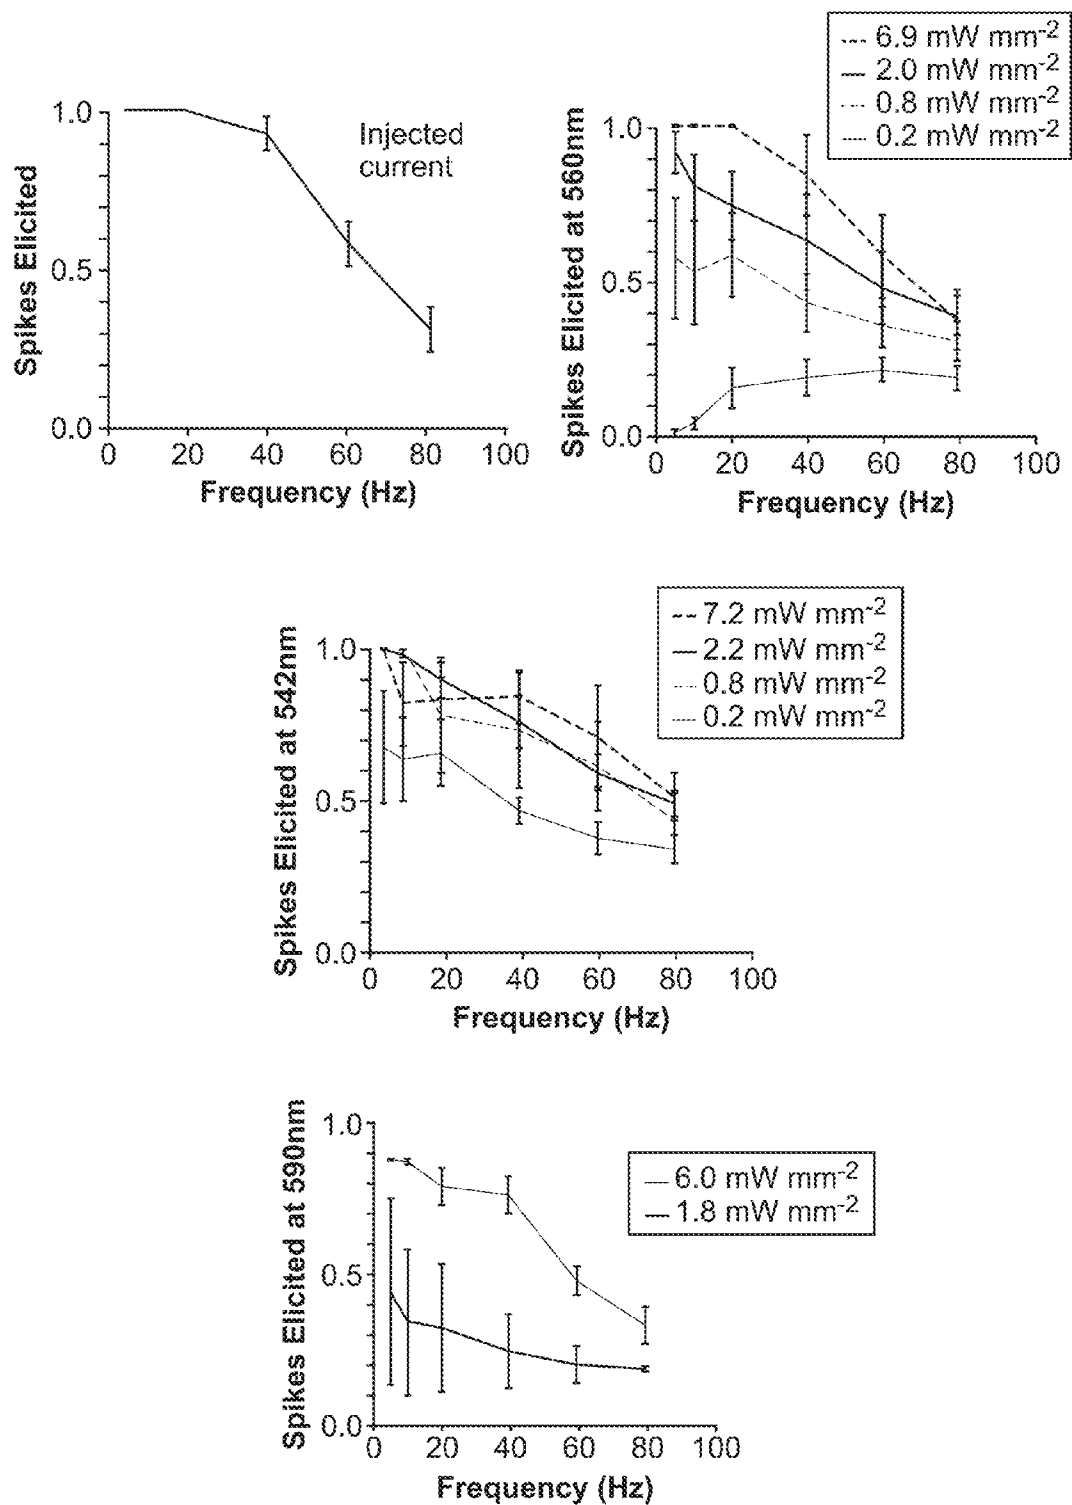 Spikes Elicited
1.0
0.5
0.0
0 20 40 60 80 100
Frequency (Hz)
Injected
current
6.9 mW mm-2
2.0 mW mm-2
0.8 mW mm-2
0.2 mW mm-2
Spikes Elicited at 560nm
1.0
0.5
0.0
0 20 40 60 80 100
Frequency (Hz)
7.2 mW mm-2
2.2 mW mm-2
0.8 mW mm-2
0.2 mW mm-2
Spikes Elicited at 542nm
1.0
0.5
0.0
0 20 40 60 80 100
Frequency (Hz)
Spikes Elicited at 590nm
1.0
0.5
0.0
0 20 40 60 80 100
Frequency (Hz)
6.0 mW mm-2
1.8 mW mm-2